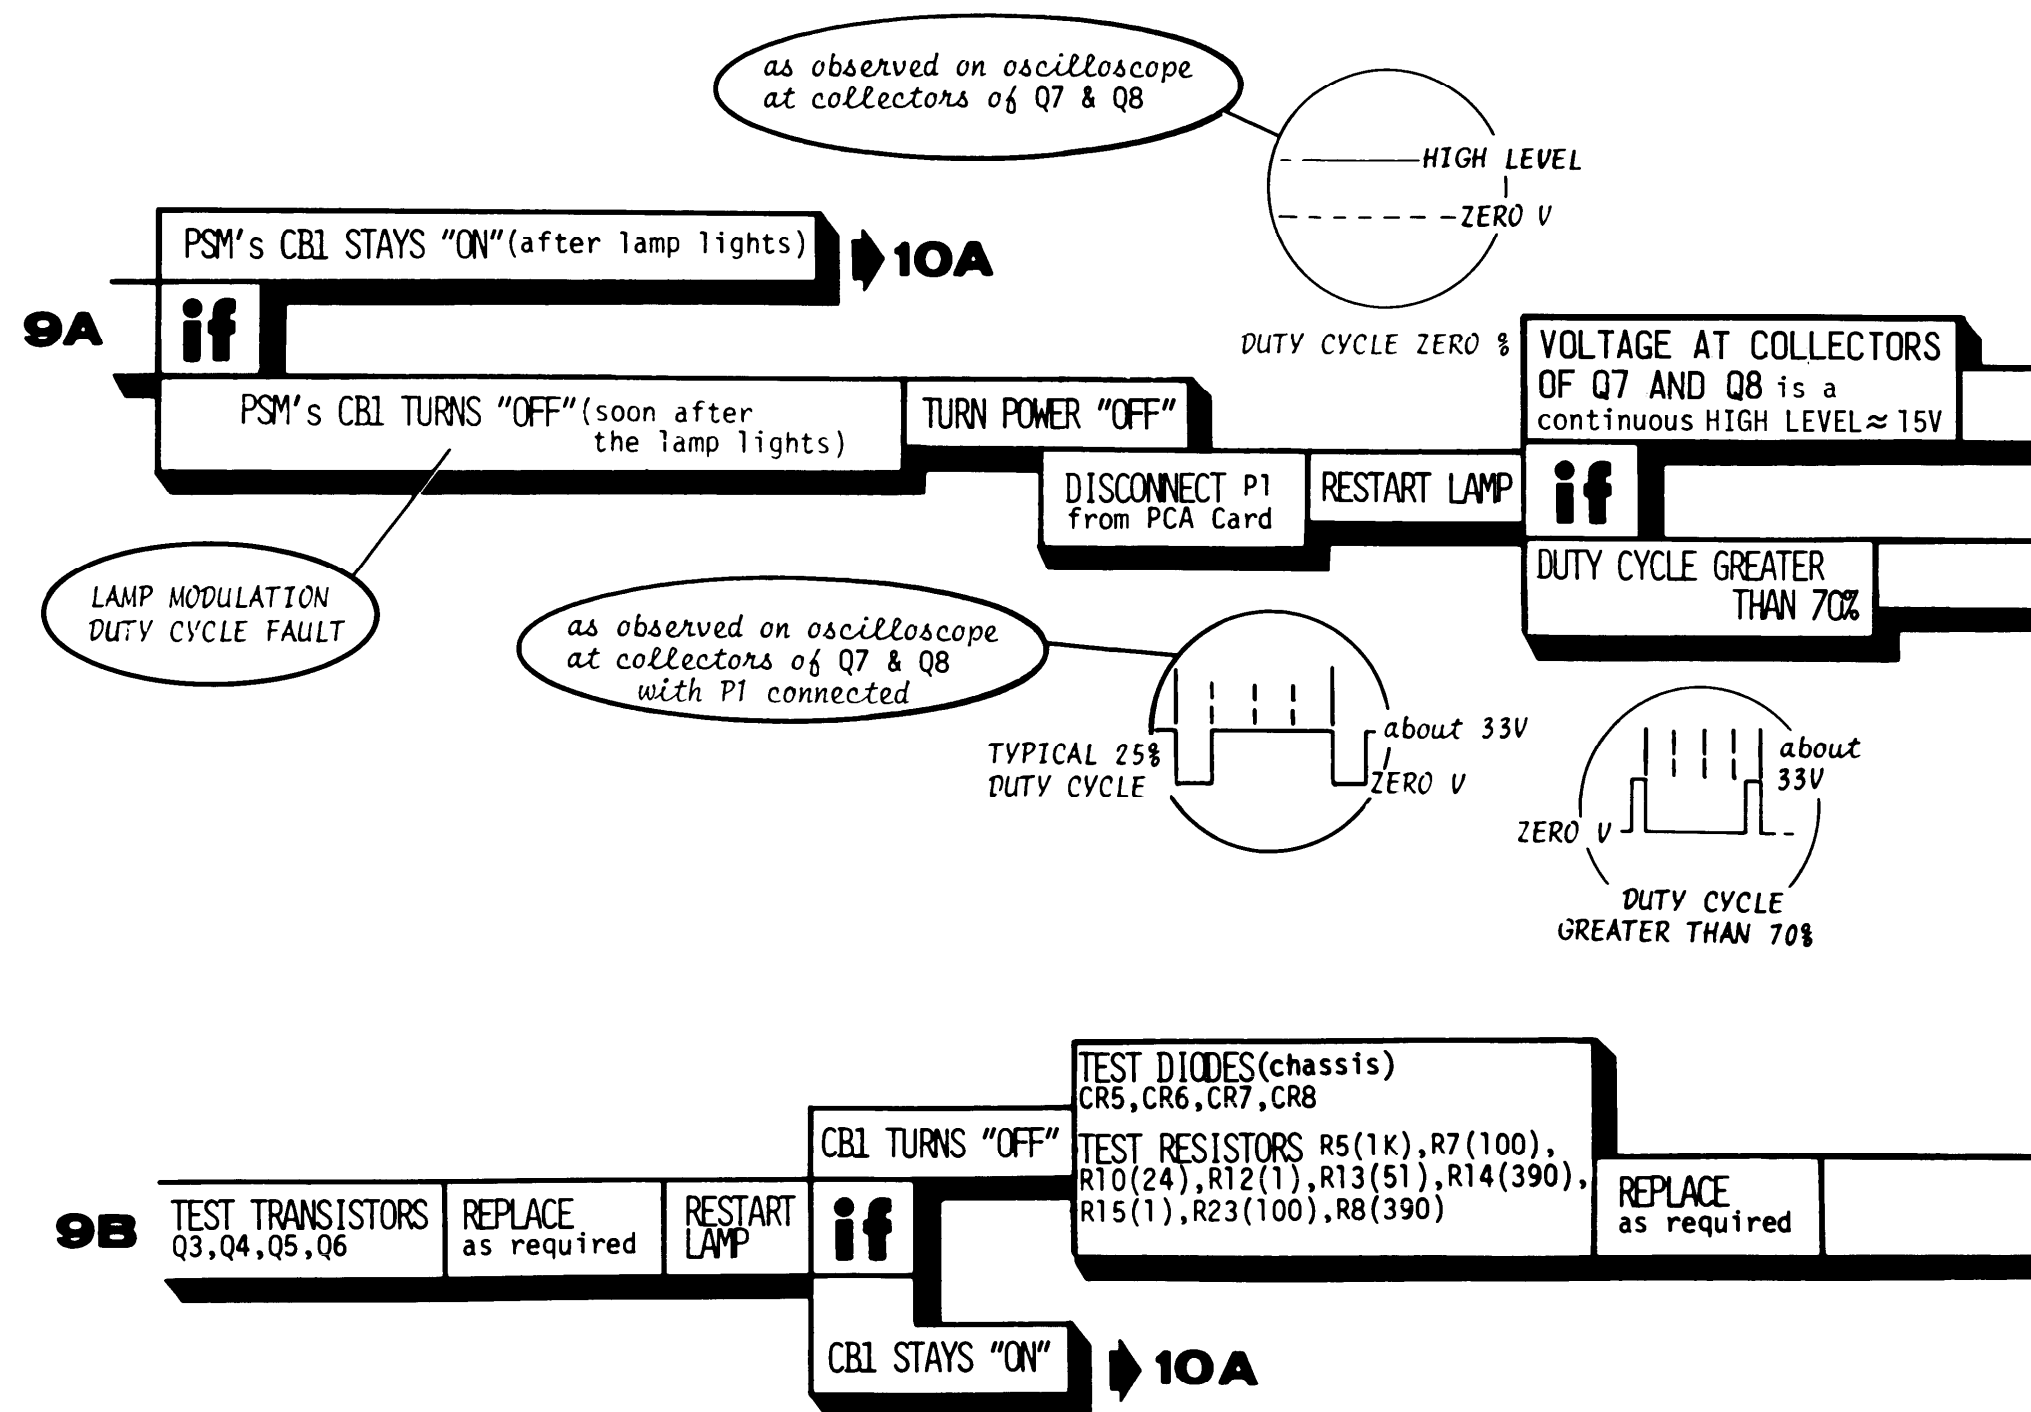 as observed on oscilloscope
at collectors of Q7 & Q8
HIGH LEVEL
ZERO V
DUTY CYCLE ZERO %
9A
PSM's CB1 STAYS "ON" (after lamp lights)
10A
if
PSM's CB1 TURNS "OFF" (soon after
the lamp lights)
TURN POWER "OFF"
DISCONNECT P1
from PCA Card
RESTART LAMP
VOLTAGE AT COLLECTORS
OF Q7 AND Q8 is a
continuous HIGH LEVEL ≈ 15V
if
DUTY CYCLE GREATER
THAN 70%
LAMP MODULATION
DUTY CYCLE FAULT
as observed on oscilloscope
at collectors of Q7 & Q8
with P1 connected
TYPICAL 25%
DUTY CYCLE
about 33V
ZERO V
about
33V
ZERO V
DUTY CYCLE
GREATER THAN 70%
9B
TEST TRANSISTORS
Q3,Q4,Q5,Q6
REPLACE
as required
RESTART
LAMP
if
CB1 TURNS "OFF"
TEST DIODES (chassis)
CR5,CR6,CR7,CR8
TEST RESISTORS R5(1K),R7(100),
R10(24),R12(1),R13(51),R14(390),
R15(1),R23(100),R8(390)
REPLACE
as required
CB1 STAYS "ON"
10A